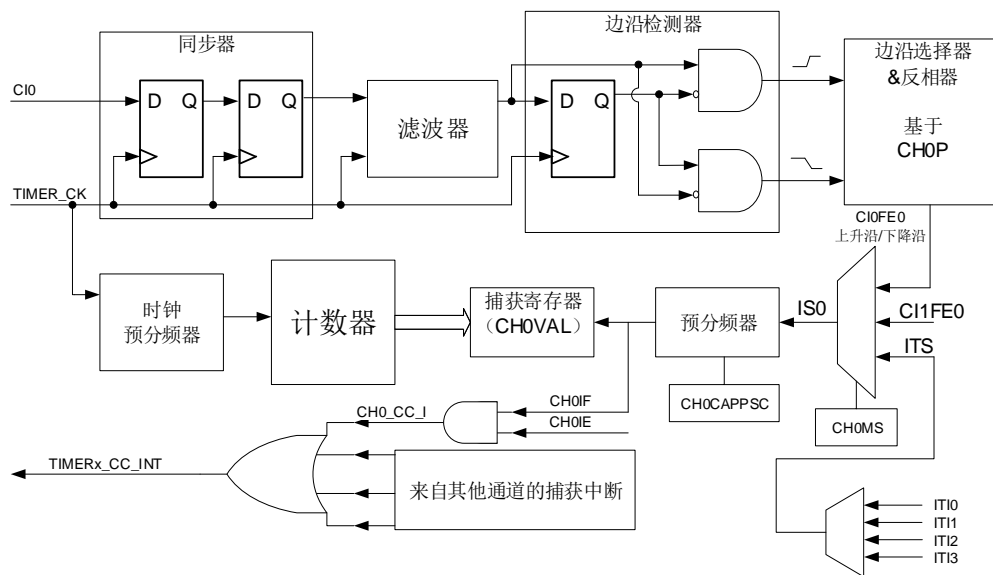 同步器
边沿检测器
CI0
D Q
D Q
滤波器
D Q
边沿选择器
&反相器
基于
CH0P
TIMER_CK
CI0FE0
上升沿/下降沿
时钟
预分频器
计数器
捕获寄存器
（CH0VAL）
预分频器
IS0
CI1FE0
ITS
CH0CAPPSC
CH0MS
CH0_CC_I
CH0IF
CH0IE
TIMERx_CC_INT
来自其他通道的捕获中断
ITI0
ITI1
ITI2
ITI3